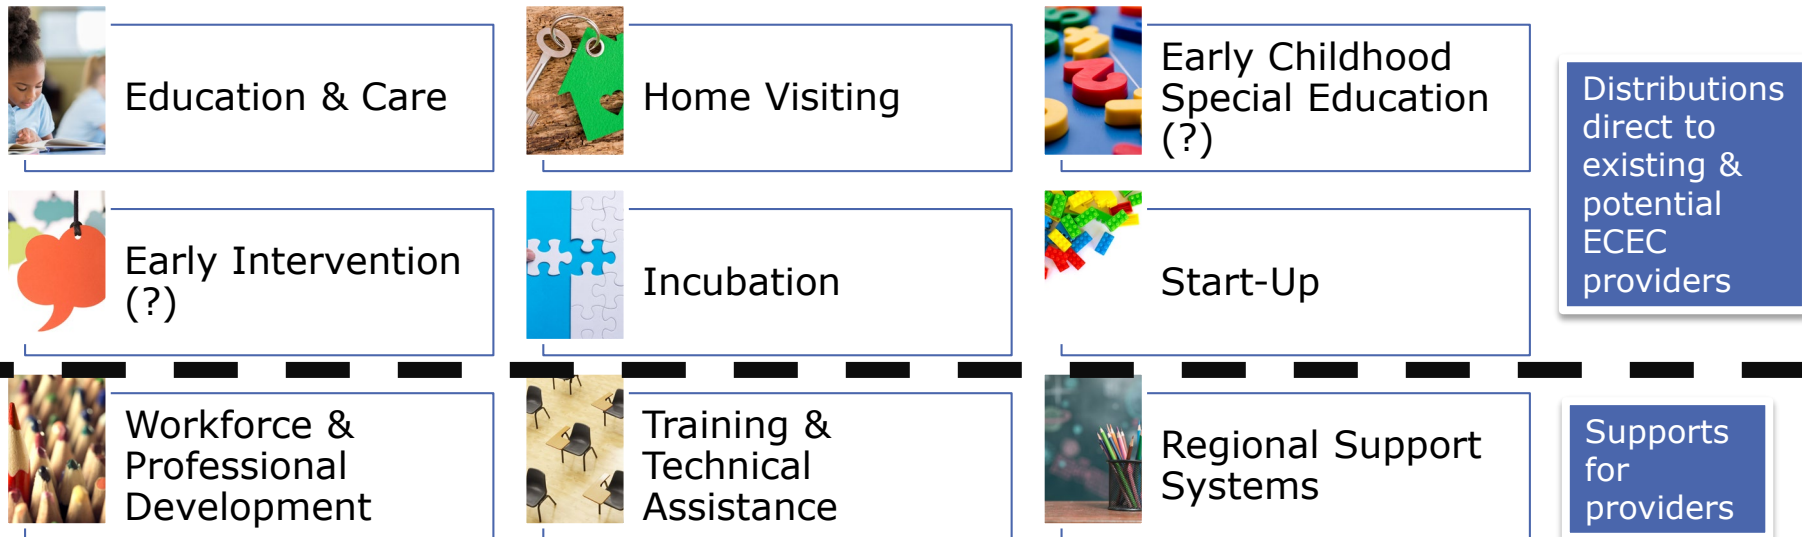 Education & Care
Home Visiting
Early Childhood
Special Education
(?)
Distributions
direct to
existing &
potential
ECEC
providers
Early Intervention
(?)
Incubation
Start-Up
Workforce &
Professional
Development
Training &
Technical
Assistance
Regional Support
Systems
Supports
for
providers